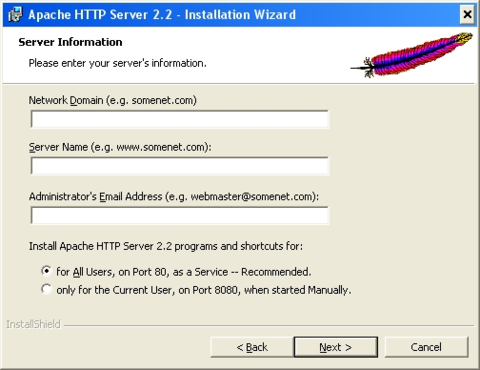 Apache HTTP Server 2.2 - Installation Wizard
Server Information
Please enter your server's information.
Network Domain (e.g. somenet.com)
Server Name (e.g. www.somenet.com):
Administrator's Email Address (e.g. webmaster@somenet.com):
Install Apache HTTP Server 2.2 programs and shortcuts for:
for All Users, on Port 80, as a Service -- Recommended.
only for the Current User, on Port 8080, when started Manually.
InstallShield
< Back
Next >
Cancel